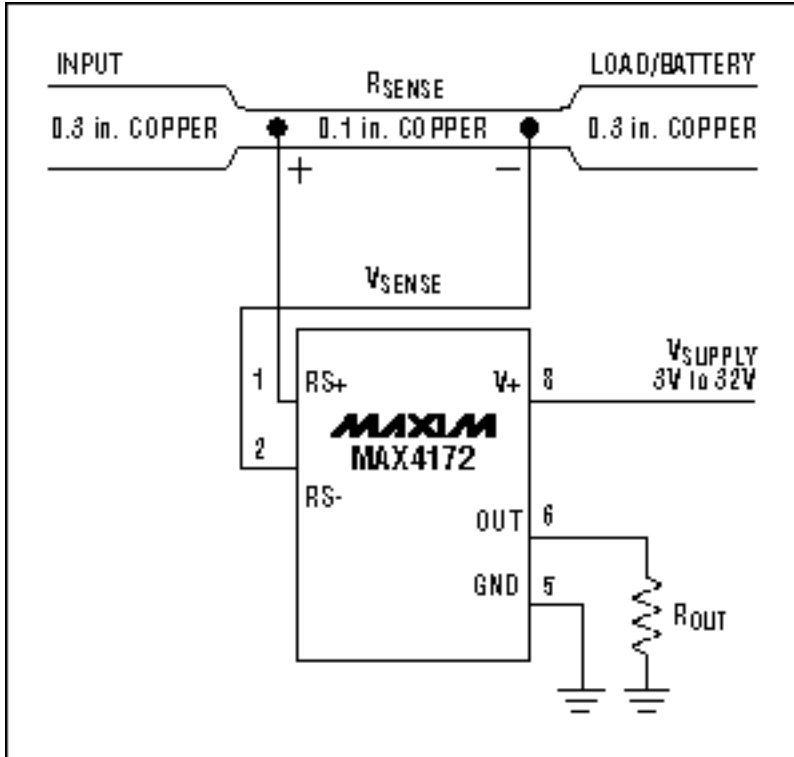 INPUT
RSENSE
LOAD/BATTERY
0.3 in. COPPER
0.1 in. COPPER
0.3 in. COPPER
+
−
VSENSE
1
RS+
V+
8
VSUPPLY
3V to 32V
MAXIM
MAX4172
2
RS-
OUT
6
GND
5
ROUT